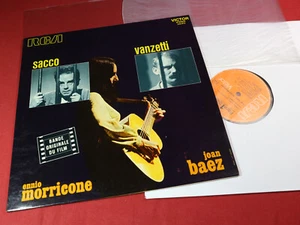 RCA
VICTOR
sacco
vanzetti
BANDE
ORIGINALE
DU FILM
ennio
morricone
joan
baez